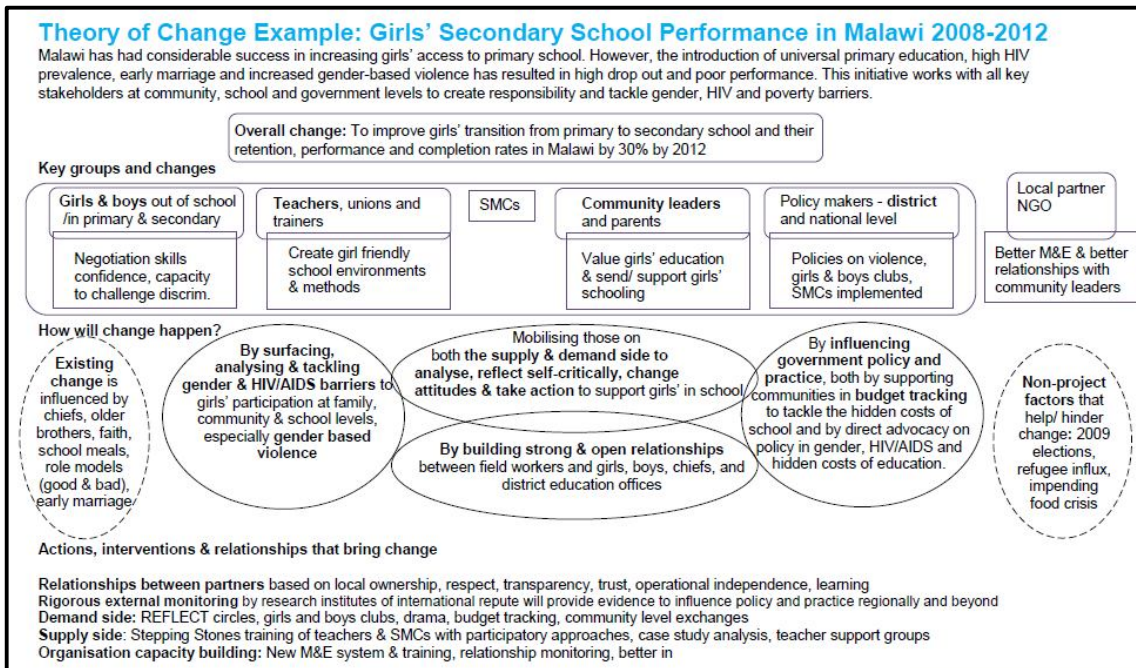 Theory of Change Example: Girls' Secondary School Performance in Malawi 2008-2012
Malawi has had considerable success in increasing girls' access to primary school. However, the introduction of universal primary education, high HIV
prevalence, early marriage and increased gender-based violence has resulted in high drop out and poor performance. This initiative works with all key
stakeholders at community, school and government levels to create responsibility and tackle gender, HIV and poverty barriers.
Overall change: To improve girls' transition from primary to secondary school and their
retention, performance and completion rates in Malawi by 30% by 2012
Key groups and changes
Girls & boys out of school
/in primary & secondary
Negotiation skills
confidence, capacity
to challenge discrim.
Teachers, unions and
trainers
Create girl friendly
school environments
& methods
SMCs
Community leaders
and parents
Value girls' education
& send/ support girls'
schooling
Policy makers - district
and national level
Policies on violence,
girls & boys clubs,
SMCs implemented
Local partner
NGO
Better M&E & better
relationships with
community leaders
How will change happen?
Existing
change is
influenced by
chiefs, older
brothers, faith,
school meals,
role models
(good & bad),
early marriage
By surfacing,
analysing & tackling
gender & HIV/AIDS barriers to
girls' participation at family,
community & school levels,
especially gender based
violence
Mobilising those on
both the supply & demand side to
analyse, reflect self-critically, change
attitudes & take action to support girls' in school
By building strong & open relationships
between field workers and girls, boys, chiefs, and
district education offices
By influencing
government policy and
practice, both by supporting
communities in budget tracking
to tackle the hidden costs of
school and by direct advocacy on
policy in gender, HIV/AIDS and
hidden costs of education.
Non-project
factors that
help/ hinder
change: 2009
elections,
refugee influx,
impending
food crisis
Actions, interventions & relationships that bring change
Relationships between partners based on local ownership, respect, transparency, trust, operational independence, learning
Rigorous external monitoring by research institutes of international repute will provide evidence to influence policy and practice regionally and beyond
Demand side: REFLECT circles, girls and boys clubs, drama, budget tracking, community level exchanges
Supply side: Stepping Stones training of teachers & SMCs with participatory approaches, case study analysis, teacher support groups
Organisation capacity building: New M&E system & training, relationship monitoring, better in